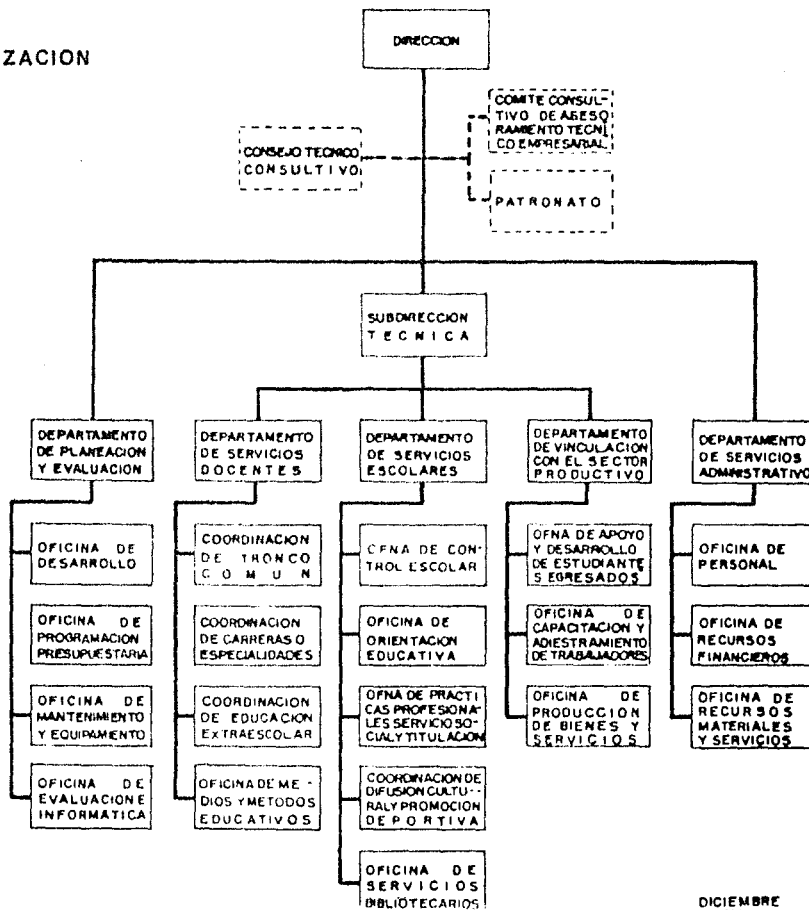 ZACION
DIRECCION
CONSEJO TECNICO
CONSULTIVO
COMITE CONSUL-
TIVO DE ASESO
RAMIENTO TECNI
CO EMPRESARIAL
PATRONATO
SUBDIRECCION
TECNICA
DEPARTAMENTO
DE PLANEACION
Y EVALUACION
OFICINA DE
DESARROLLO
OFICINA DE
PROGRAMACION
PRESUPUESTARIA
OFICINA DE
MANTENIMIENTO
Y EQUIPAMENTO
OFICINA DE
EVALUACION E
INFORMATICA
DEPARTAMENTO
DE SERVICIOS
DOCENTES
COORDINACION
DE TRONCO
COMUN
COORDINACION
DE CARRERAS O
ESPECIALIDADES
COORDINACION
DE EDUCACION
EXTRAESCOLAR
OFICINA DE ME-
DIOS Y METODOS
EDUCATIVOS
DEPARTAMENTO
DE SERVICIOS
ESCOLARES
OFNA DE CON-
TROL ESCOLAR
OFICINA DE
ORIENTACION
EDUCATIVA
OFNA DE PRACTI
CAS PROFESIONA-
LES SERVICIO SO-
CIAL Y TITULACION
COORDINACION DE
DIFUSION CULTU--
RAL Y PROMOCION
DEPORTIVA
OFICINA DE
SERVICIOS
BIBLIOTECARIOS
DEPARTAMENTO
DE VINCULACION
CON EL SECTOR
PRODUCTIVO
OFNA DE APOYO
Y DESARROLLO
DE ESTUDIANTE
S EGRESADOS
OFICINA DE
CAPACITACION Y
ADIESTRAMIENTO
DE TRABAJADORES
OFICINA DE
PRODUCCION
DE BIENES Y
SERVICIOS
DEPARTAMENTO
DE SERVICIOS
ADMINISTRATIVO
OFICINA DE
PERSONAL
OFICINA DE
RECURSOS
FINANCIEROS
OFICINA DE
RECURSOS
MATERIALES
Y SERVICIOS
DICIEMBRE